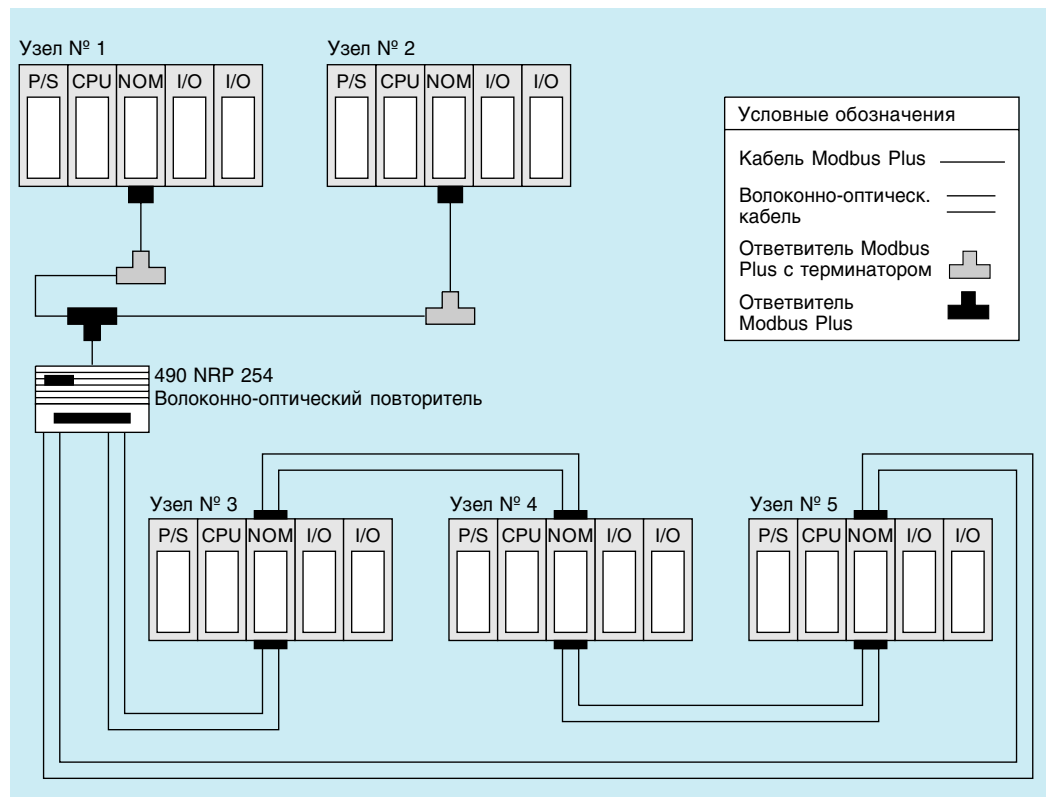 Узел № 1
P/S CPU NOM I/O I/O
Узел № 2
P/S CPU NOM I/O I/O
Условные обозначения
Кабель Modbus Plus
Волоконно-оптическ.
кабель
Ответвитель Modbus
Plus с терминатором
Ответвитель
Modbus Plus
490 NRP 254
Волоконно-оптический повторитель
Узел № 3
P/S CPU NOM I/O I/O
Узел № 4
P/S CPU NOM I/O I/O
Узел № 5
P/S CPU NOM I/O I/O